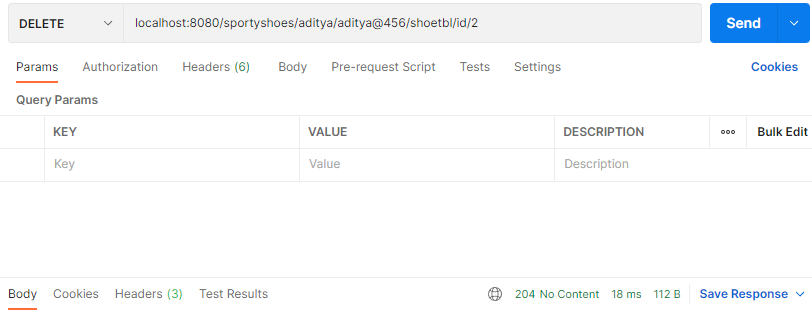 DELETE localhost:8080/sportyshoes/aditya/aditya@456/shoetbl/id/2 Send
Params Authorization Headers (6) Body Pre-request Script Tests Settings Cookies
Query Params
KEY VALUE DESCRIPTION ooo Bulk Edit
Key Value Description
Body Cookies Headers (3) Test Results 204 No Content 18 ms 112 B Save Response